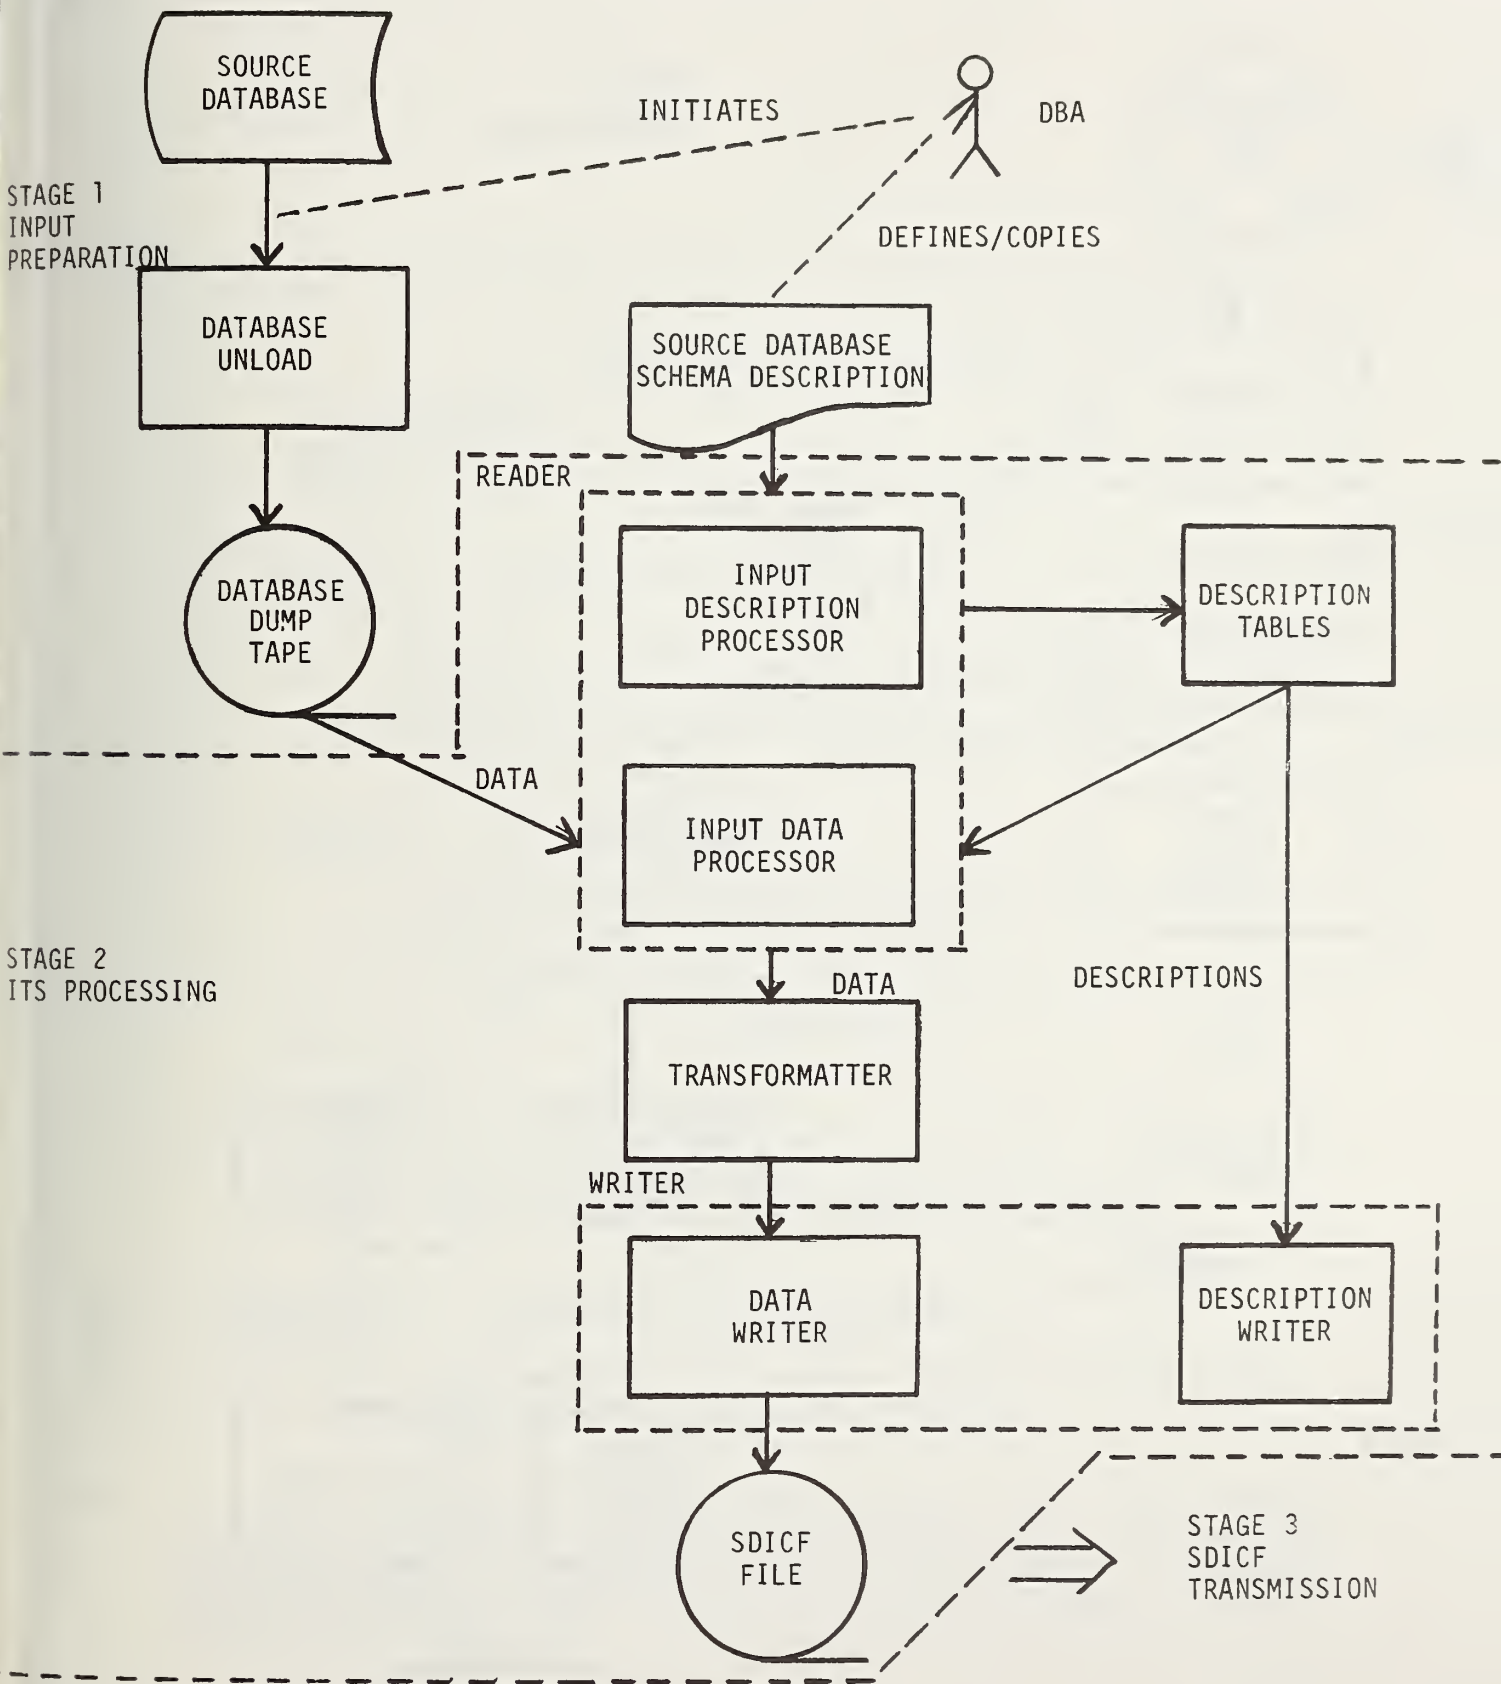 SOURCE
DATABASE
INITIATES
DBA
STAGE 1
INPUT
PREPARATION
DEFINES/COPIES
DATABASE
UNLOAD
SOURCE DATABASE
SCHEMA DESCRIPTION
READER
DATABASE
DUMP
TAPE
INPUT
DESCRIPTION
PROCESSOR
DESCRIPTION
TABLES
DATA
INPUT DATA
PROCESSOR
STAGE 2
ITS PROCESSING
DATA
DESCRIPTIONS
TRANSFORMATTER
WRITER
DATA
WRITER
DESCRIPTION
WRITER
SDICF
FILE
STAGE 3
SDICF
TRANSMISSION